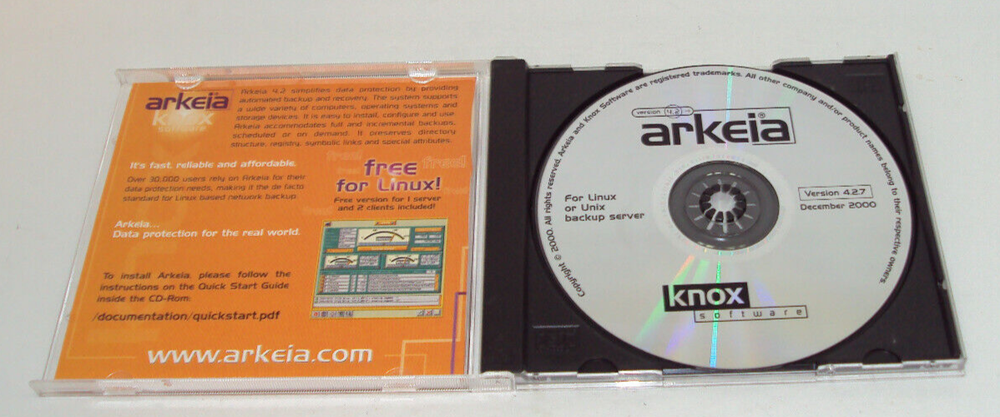 arkeia
knox
software
Arkeia 4.2 simplifies data protection by providing
automated backup and recovery. The system supports
a wide variety of computers, operating systems and
storage devices. It is easy to install, configure and use.
Arkeia accommodates full and incremental backups,
scheduled or on demand. It preserves directory
structure, registry, symbolic links and special attributes.
It's fast, reliable and affordable.
Over 30,000 users rely on Arkeia for their
data protection needs, making it the de facto
standard for Linux based network backup.
free
for Linux!
Free version for 1 server
and 2 clients included!
Arkeia...
Data protection for the real world.
To install Arkeia, please follow the
instructions on the Quick Start Guide
inside the CD-Rom:
/documentation/quickstart.pdf
www.arkeia.com
Copyright © 2000. All rights reserved. Arkeia and Knox Software are registered trademarks. All other company and/or product names belong to their respective owners.
version 4.2
arkeia®
For Linux
or Unix
backup server
Version 4.2.7
December 2000
knox
software